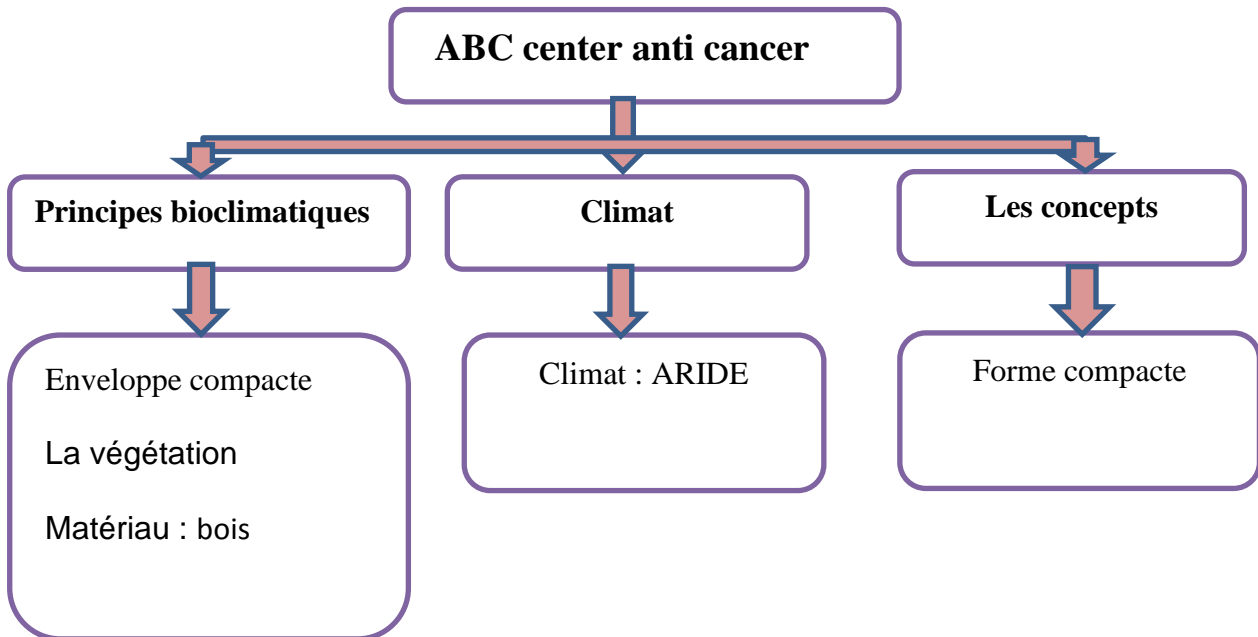 ABC center anti cancer
Principes bioclimatiques
Climat
Les concepts
Enveloppe compacte
La végétation
Matériau : bois
Climat : ARIDE
Forme compacte